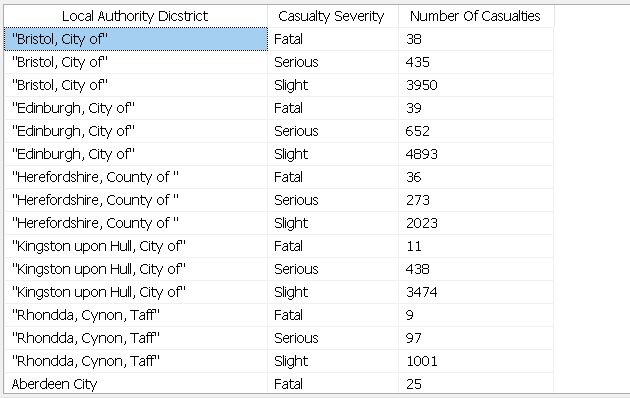 Local Authority Dicstrict Casualty Severity Number Of Casualties
"Bristol, City of" Fatal 38
"Bristol, City of" Serious 435
"Bristol, City of" Slight 3950
"Edinburgh, City of" Fatal 39
"Edinburgh, City of" Serious 652
"Edinburgh, City of" Slight 4893
"Herefordshire, County of " Fatal 36
"Herefordshire, County of " Serious 273
"Herefordshire, County of " Slight 2023
"Kingston upon Hull, City of" Fatal 11
"Kingston upon Hull, City of" Serious 438
"Kingston upon Hull, City of" Slight 3474
"Rhondda, Cynon, Taff" Fatal 9
"Rhondda, Cynon, Taff" Serious 97
"Rhondda, Cynon, Taff" Slight 1001
Aberdeen City Fatal 25